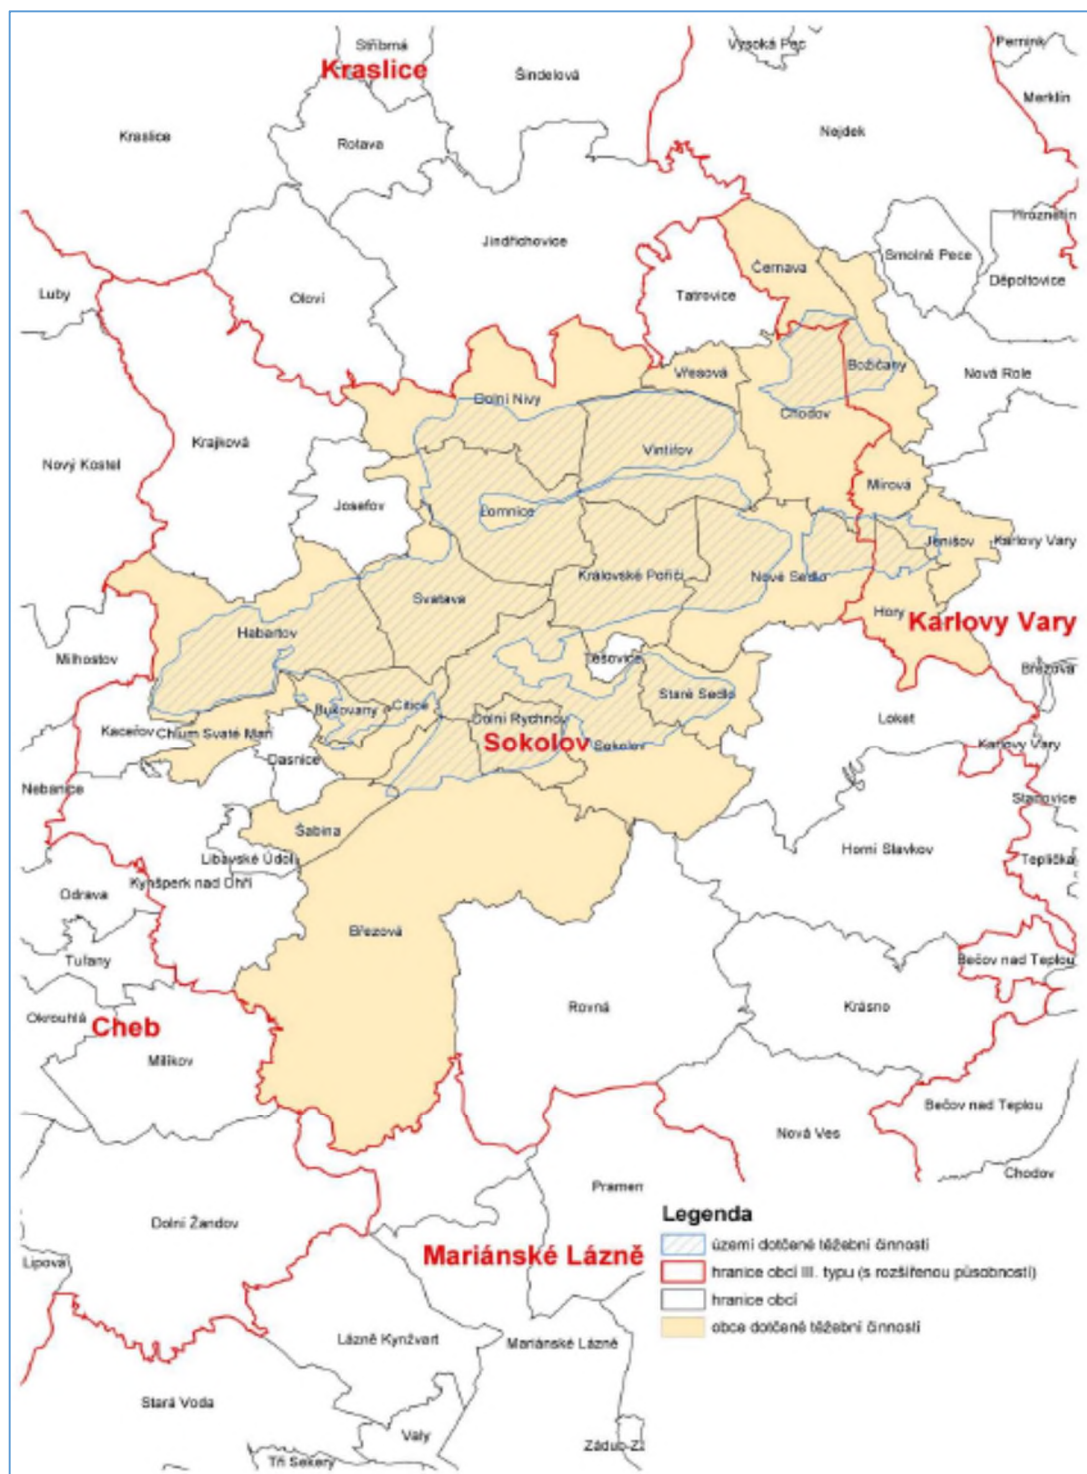 Stříbrná
Kraslice
Šindelová
Vysoká Pec
Pernink
Merklín
Kraslice
Rotava
Nejdek
Hroznětín
Jindřichovice
Smolné Pece
Děpoltovice
Luby
Oloví
Tatrovice
Černava
Božičany
Nová Role
Vřesová
Dolní Nivy
Chodov
Krajková
Nový Kostel
Vintířov
Josefov
Lomnice
Mírová
Jenišov
Karlovy Vary
Královské Poříčí
Nové Sedlo
Svatava
Habartov
Hory
Karlovy Vary
Milhostov
Těšovice
Březová
Staré Sedlo
Bukovany
Citice
Dolní Rychnov
Loket
Kaceřov
Chlum Svaté Maří
Sokolov
Sokolov
Karlovy Vary
Dasnice
Nebanice
Stanovice
Šabina
Libavské Údolí
Horní Slavkov
Teplička
Kynšperk nad Ohří
Odrava
Březová
Tuřany
Bečov nad Teplou
Okrouhlá
Cheb
Rovná
Krásno
Milíkov
Bečov nad Teplou
Nová Ves
Chodov
Pramen
Dolní Žandov
Legenda
území dotčené těžební činností
Mariánské Lázně
Lipová
hranice obcí III. typu (s rozšířenou působností)
hranice obcí
obce dotčené těžební činností
Lázně Kynžvart
Mariánské Lázně
Stará Voda
Valy
Tři Sekery